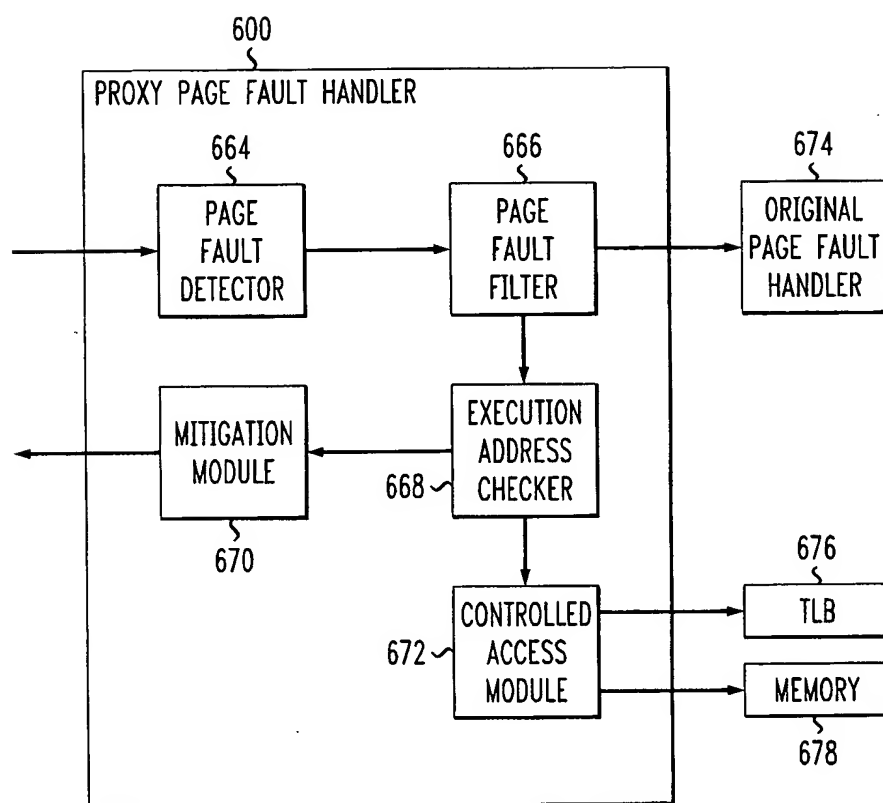 600
PROXY PAGE FAULT HANDLER
664
PAGE
FAULT
DETECTOR
666
PAGE
FAULT
FILTER
674
ORIGINAL
PAGE FAULT
HANDLER
MITIGATION
MODULE
670
EXECUTION
ADDRESS
CHECKER
668
CONTROLLED
ACCESS
MODULE
672
676
TLB
MEMORY
678